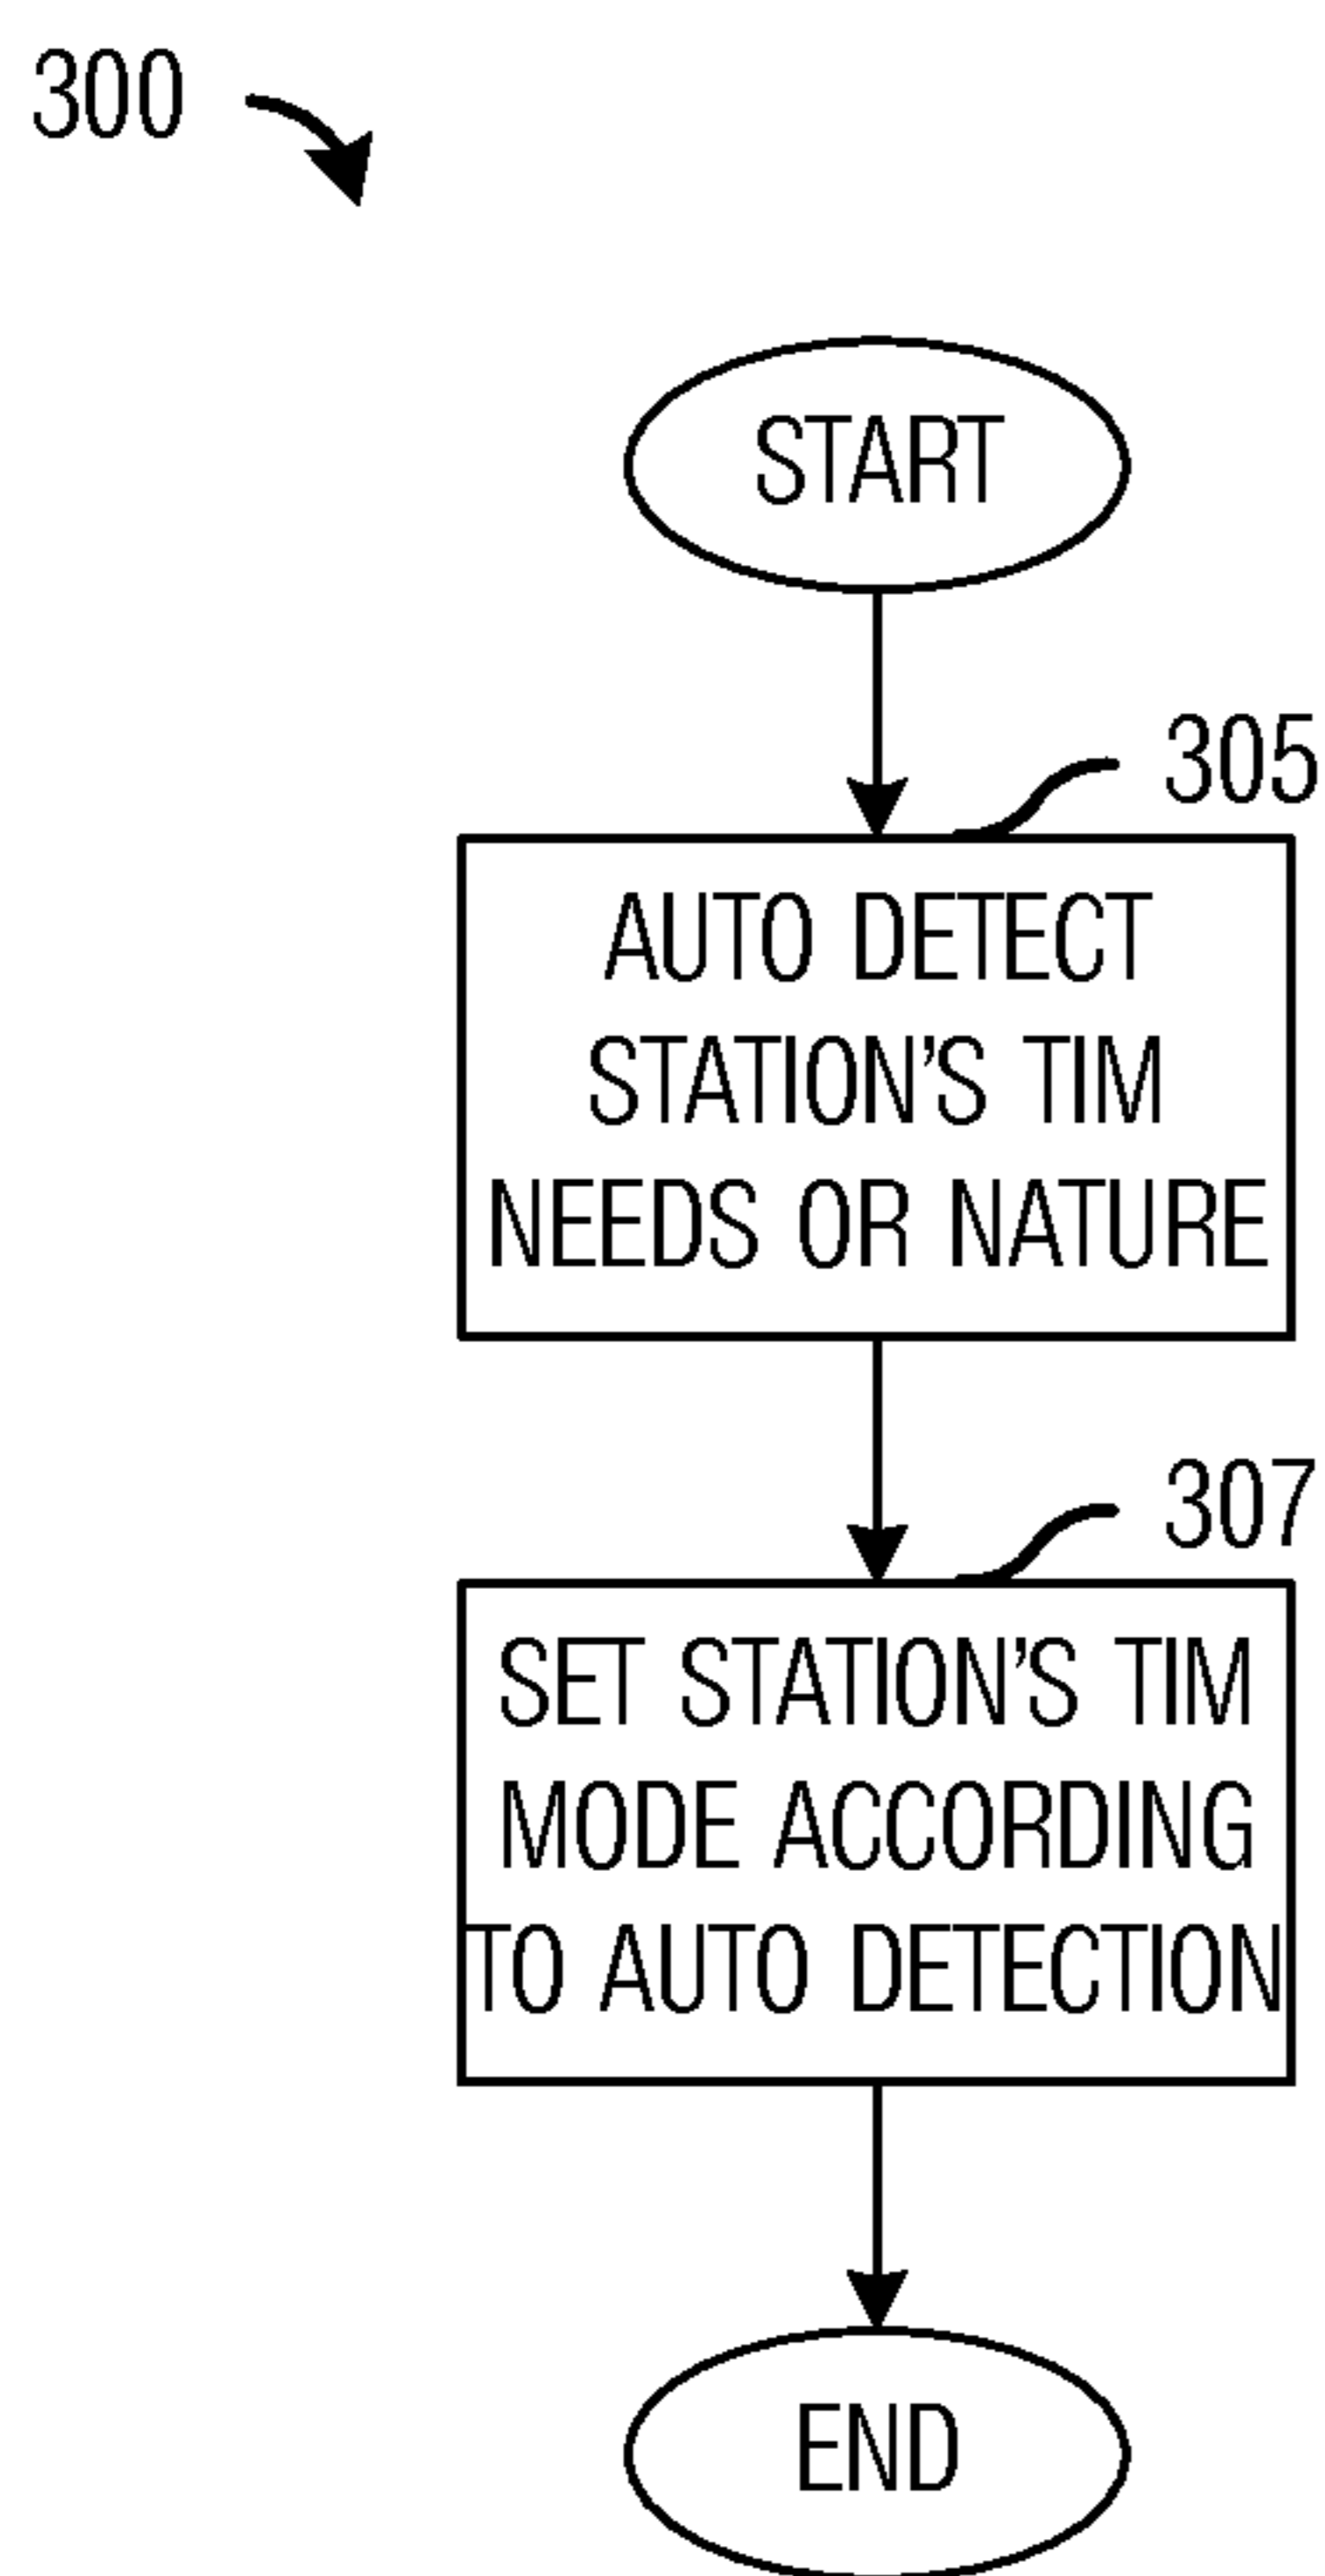 300
START
305
AUTO DETECT
STATION'S TIM
NEEDS OR NATURE
307
SET STATION'S TIM
MODE ACCORDING
TO AUTO DETECTION
END